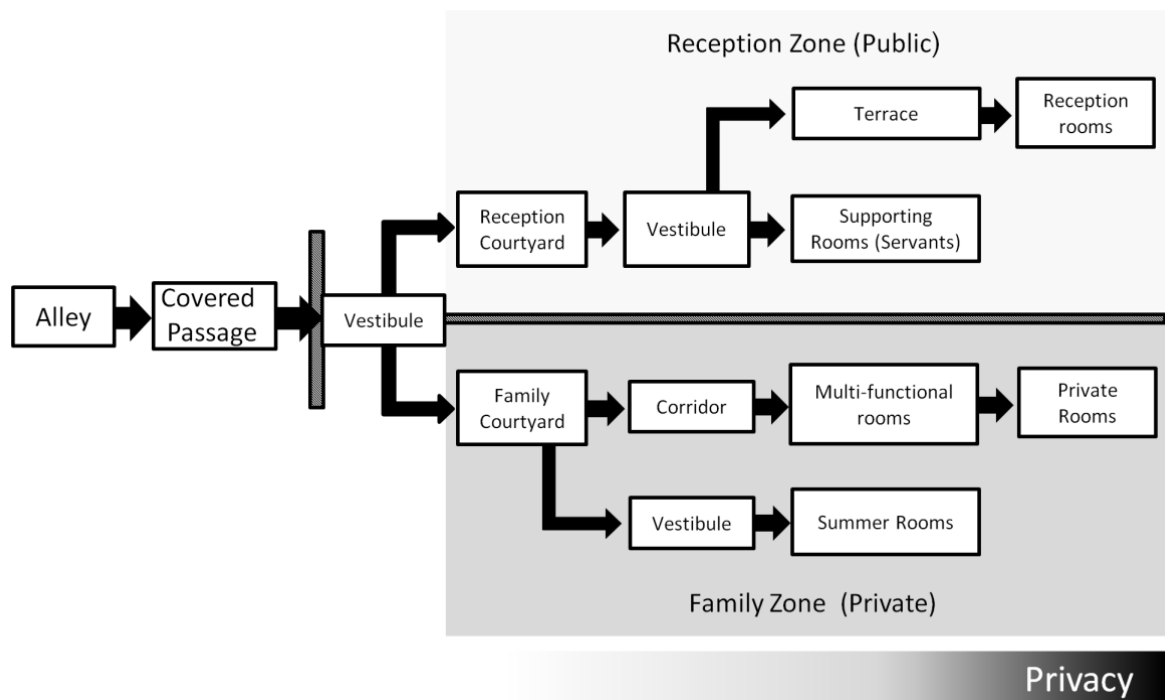 Reception Zone (Public)
Terrace
Reception
rooms
Reception
Courtyard
Vestibule
Supporting
Rooms (Servants)
Alley
Covered
Passage
Vestibule
Family
Courtyard
Corridor
Multi-functional
rooms
Private
Rooms
Vestibule
Summer Rooms
Family Zone (Private)
Privacy